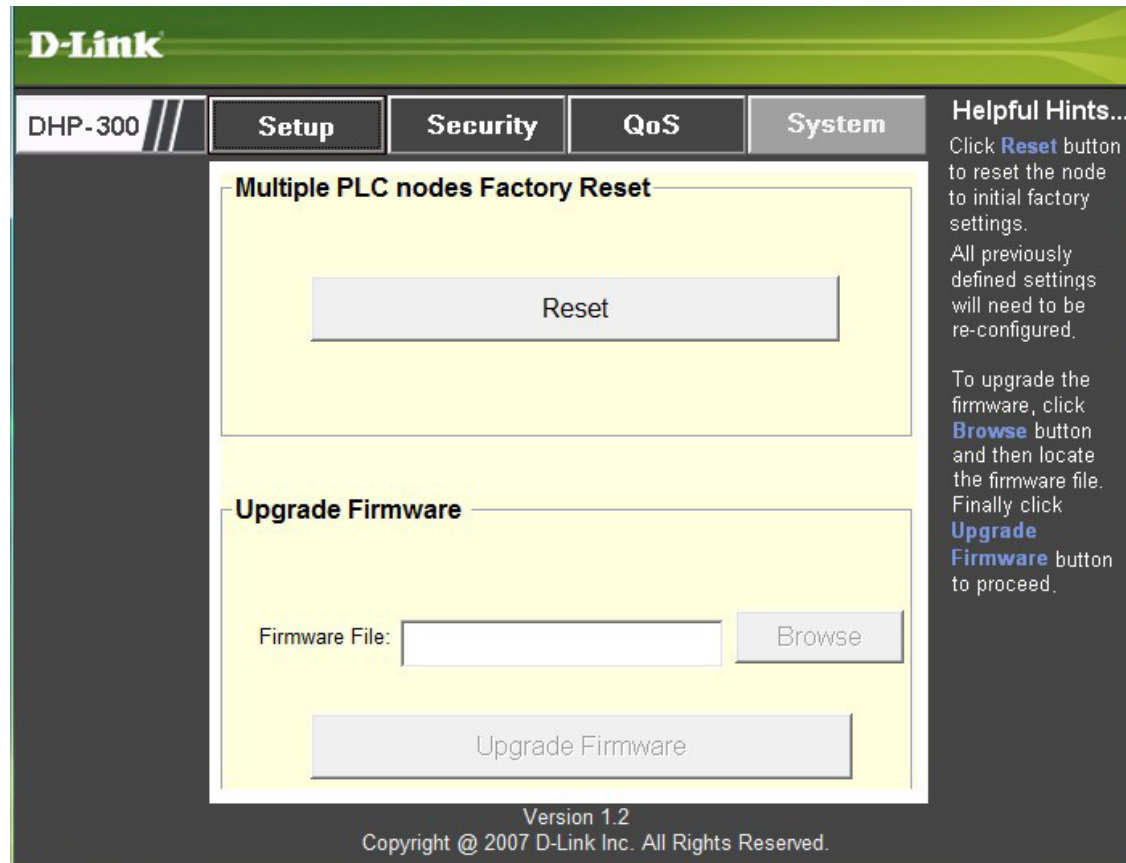 D-Link
DHP-300
Setup
Security
QoS
System
Multiple PLC nodes Factory Reset
Reset
Upgrade Firmware
Firmware File:
Browse
Upgrade Firmware
Helpful Hints...
Click Reset button
to reset the node
to initial factory
settings.
All previously
defined settings
will need to be
re-configured.
To upgrade the
firmware, click
Browse button
and then locate
the firmware file.
Finally click
Upgrade
Firmware button
to proceed.
Version 1.2
Copyright @ 2007 D-Link Inc. All Rights Reserved.